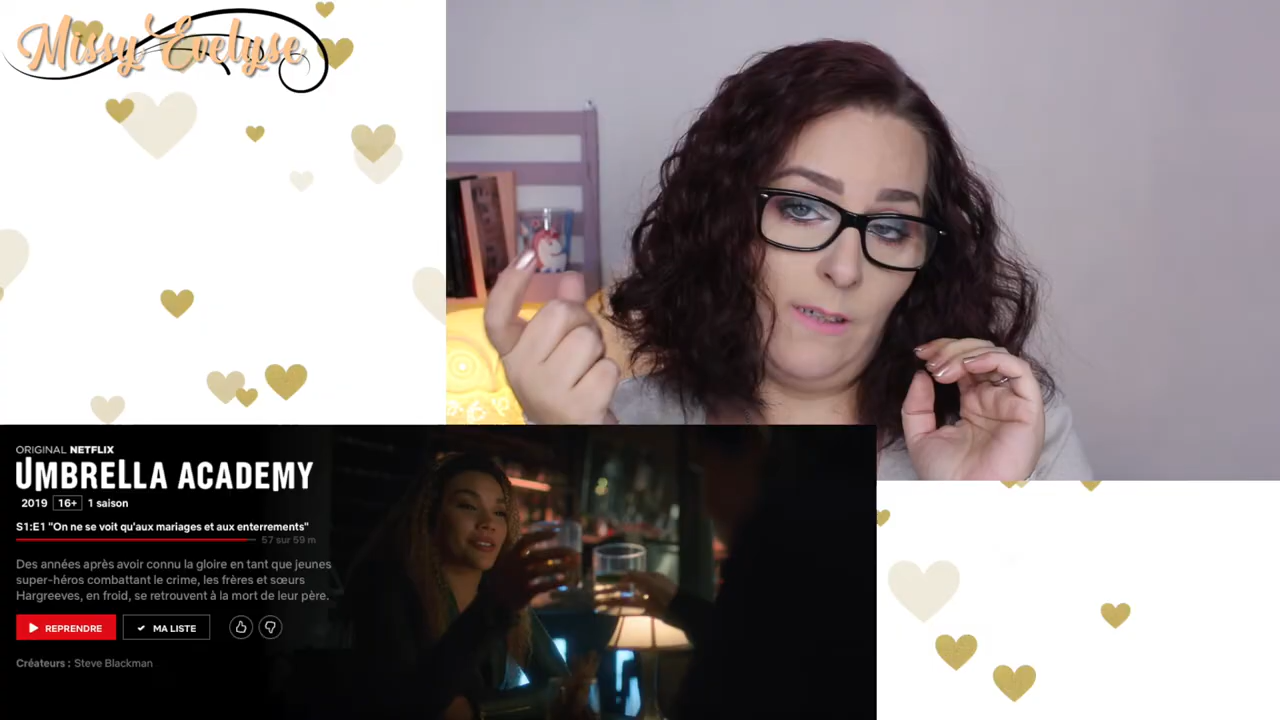 Missy Evelyse
ORIGINAL NETFLIX
UMBRELLA ACADEMY
2019 16+ 1 saison
S1:E1 "On ne se voit qu'aux mariages et aux enterrements"
57 sur 59 m
Des années après avoir connu la gloire en tant que jeunes
super-héros combattant le crime, les frères et sœurs
Hargreeves, en froid, se retrouvent à la mort de leur père.
REPRENDRE MA LISTE
Créateurs : Steve Blackman